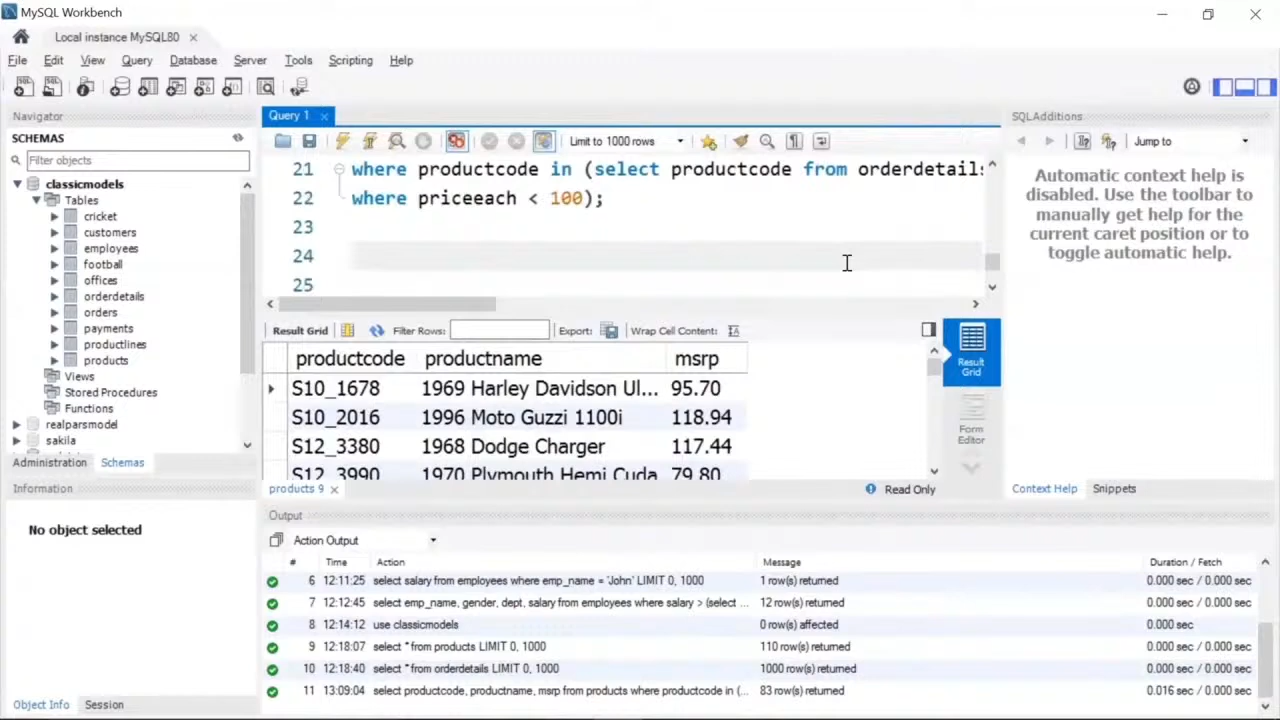 MySQL Workbench
Local instance MySQL80
File Edit View Query Database Server Tools Scripting Help
Navigator
SCHEMAS
Filter objects
classicmodels
Tables
cricket
customers
employees
football
offices
orderdetails
orders
payments
productlines
products
Views
Stored Procedures
Functions
realparsmodel
sakila
Administration Schemas
Information
No object selected
Object Info Session
Query 1
Limit to 1000 rows
21 where productcode in (select productcode from orderdetails
22 where priceeach < 100);
23
24
25
Result Grid Filter Rows: Export: Wrap Cell Content:
productcode productname msrp
S10_1678 1969 Harley Davidson Ul... 95.70
S10_2016 1996 Moto Guzzi 1100i 118.94
S12_3380 1968 Dodge Charger 117.44
S12_3990 1970 Plymouth Hemi Cuda 79.80
Result
Grid
Form
Editor
products 9
Read Only
Output
Action Output
# Time Action Message Duration / Fetch
6 12:11:25 select salary from employees where emp_name = 'John' LIMIT 0, 1000 1 row(s) returned 0.000 sec / 0.000 sec
7 12:12:45 select emp_name, gender, dept, salary from employees where salary > (select ... 12 row(s) returned 0.000 sec / 0.000 sec
8 12:14:12 use classicmodels 0 row(s) affected 0.000 sec
9 12:18:07 select * from products LIMIT 0, 1000 110 row(s) returned 0.000 sec / 0.000 sec
10 12:18:40 select * from orderdetails LIMIT 0, 1000 1000 row(s) returned 0.000 sec / 0.000 sec
11 13:09:04 select productcode, productname, msrp from products where productcode in (... 83 row(s) returned 0.016 sec / 0.000 sec
SQLAdditions
Jump to
Automatic context help is
disabled. Use the toolbar to
manually get help for the
current caret position or to
toggle automatic help.
Context Help Snippets